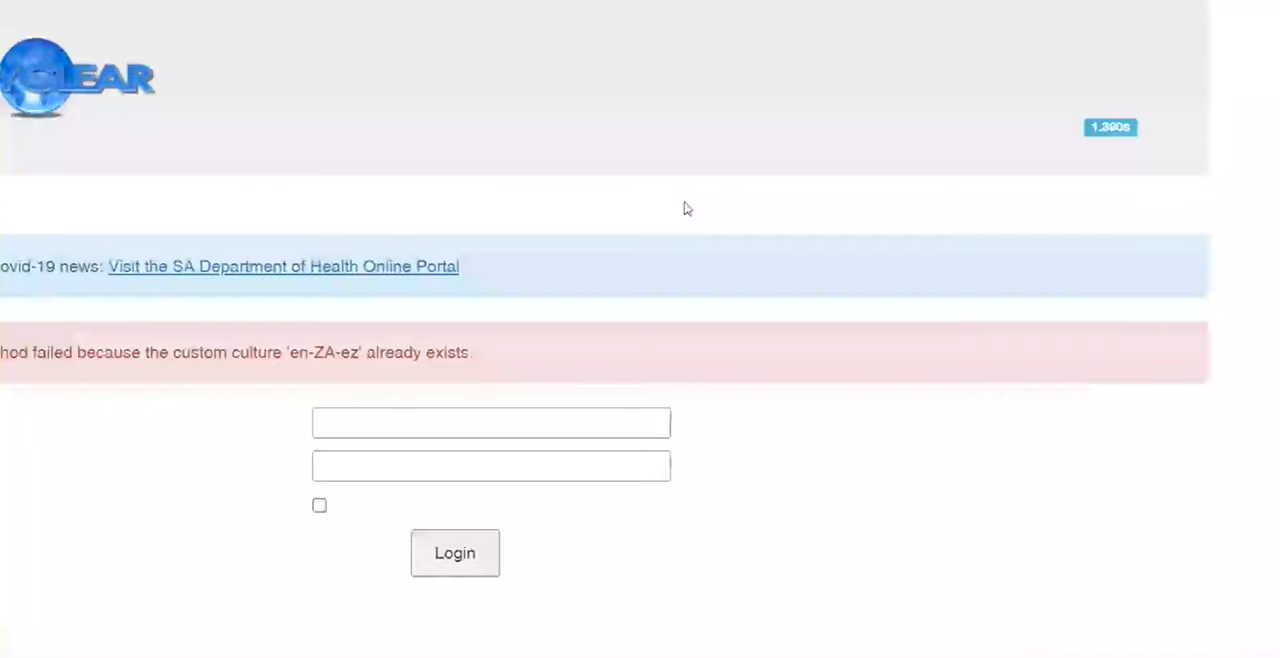 CLEAR
1.390s
ovid-19 news: Visit the SA Department of Health Online Portal
hod failed because the custom culture 'en-ZA-ez' already exists.
Login